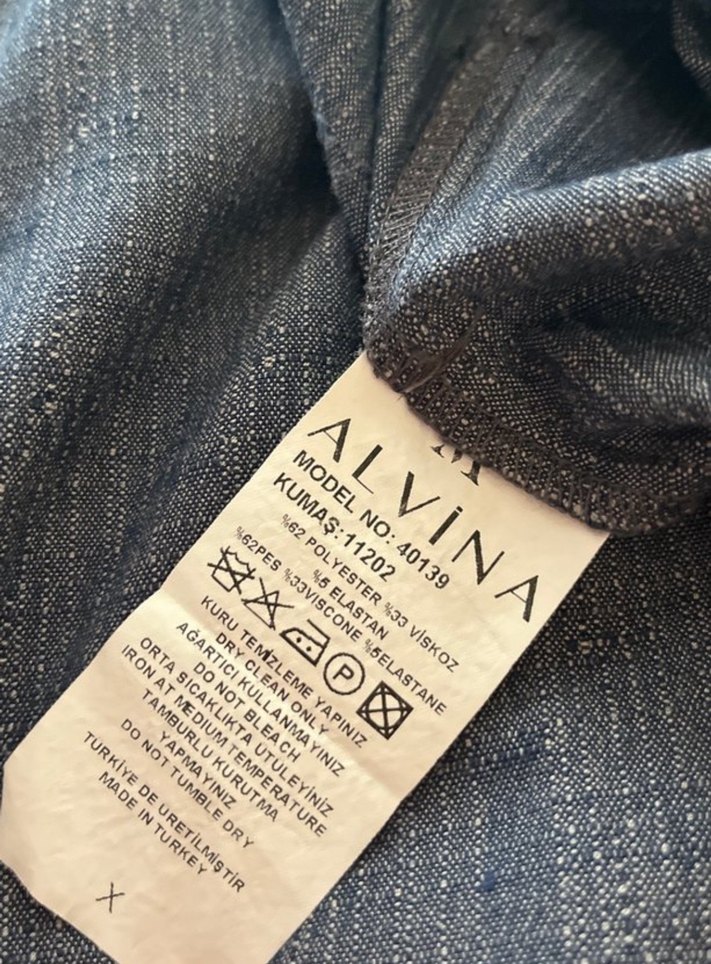 M
ALVİNA
MODEL NO: 40139
KUMAŞ: 11202
%62 POLYESTER %33 VİSKOZ
%5 ELASTAN
%62PES %33VISCONE %5ELASTANE
P
KURU TEMİZLEME YAPINIZ
DRY CLEAN ONLY
AĞARTICI KULLANMAYINIZ
DO NOT BLEACH
ORTA SICAKLIKTA ÜTÜLEYİNİZ
IRON AT MEDIUM TEMPERATURE
TAMBURLU KURUTMA
YAPMAYINIZ
DO NOT TUMBLE DRY
TÜRKİYE DE ÜRETİLMİŞTİR
MADE IN TURKEY
X